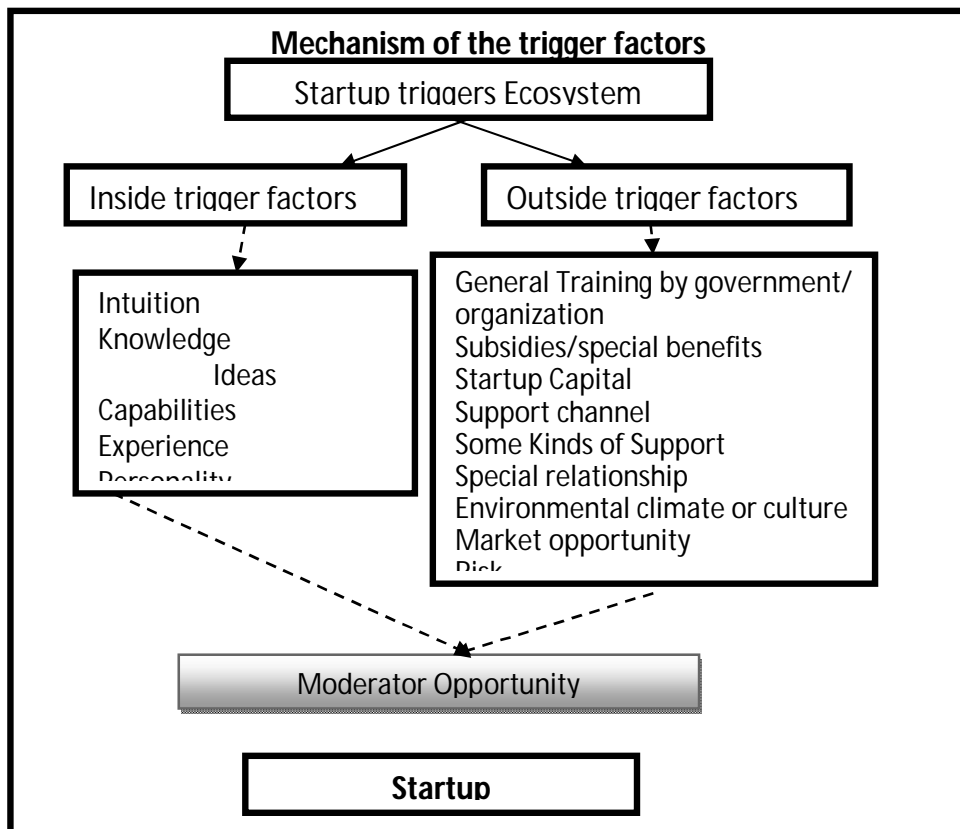 Mechanism of the trigger factors
Startup triggers Ecosystem
Inside trigger factors
Outside trigger factors
Intuition
Knowledge
Ideas
Capabilities
Experience
Personality
General Training by government/
organization
Subsidies/special benefits
Startup Capital
Support channel
Some Kinds of Support
Special relationship
Environmental climate or culture
Market opportunity
Risk
Moderator Opportunity
Startup